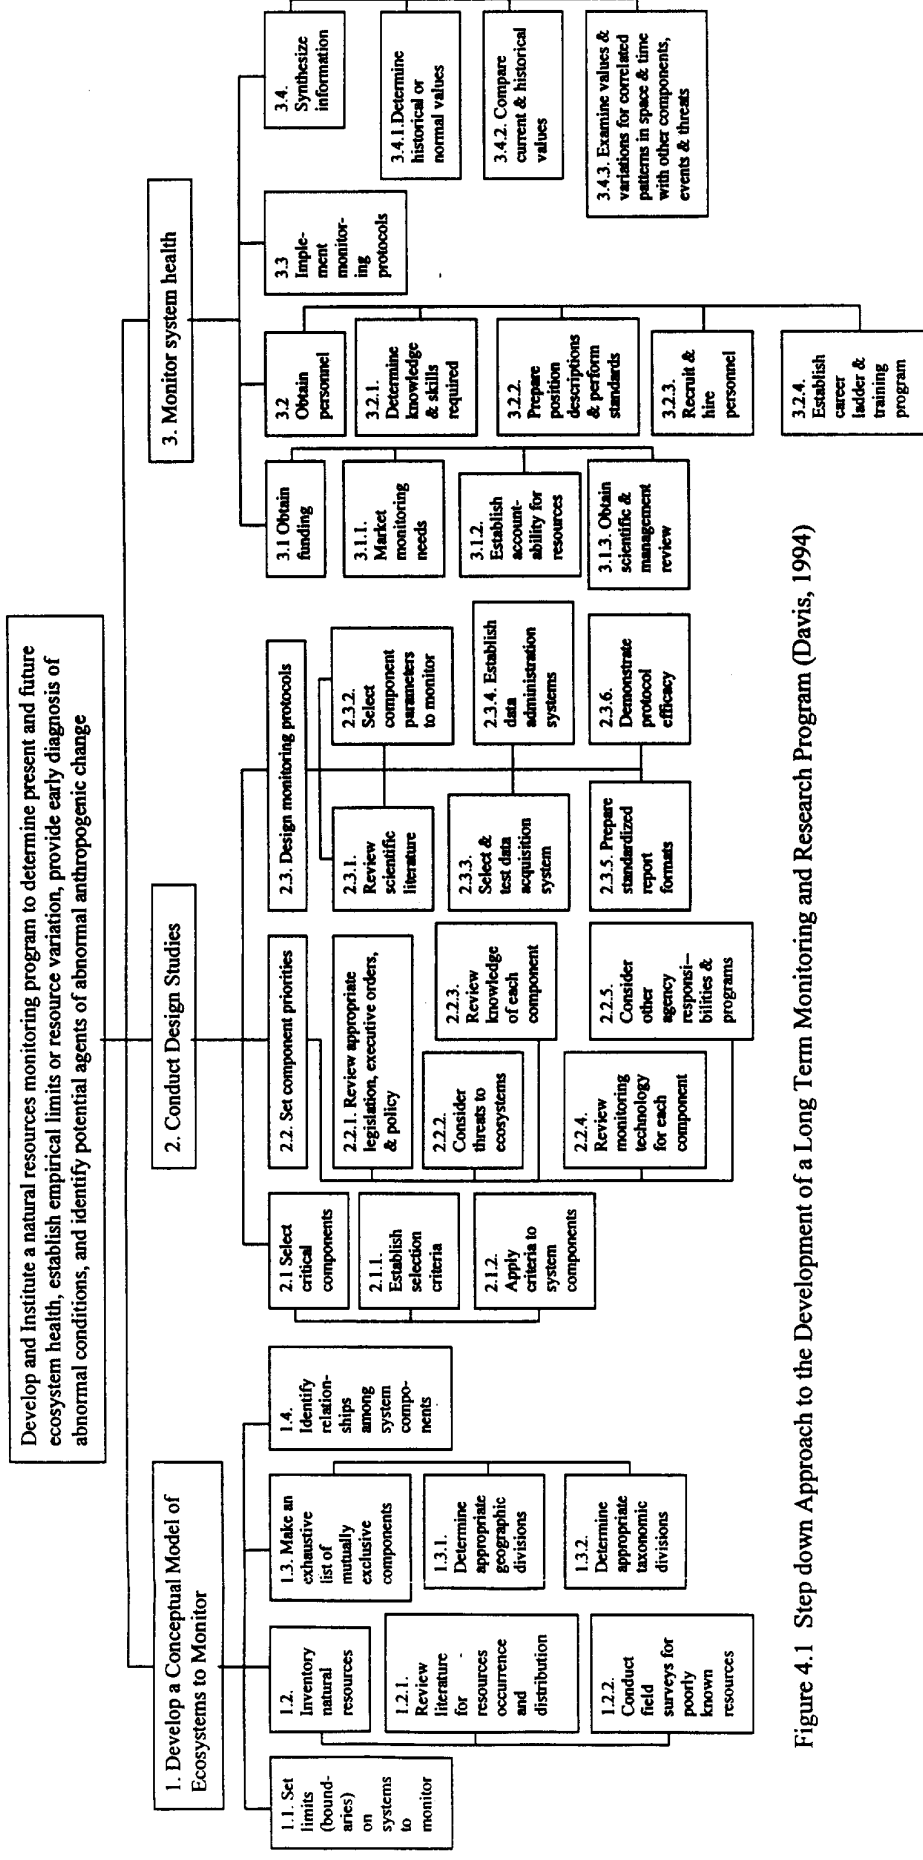 Develop and Institute a natural resources monitoring program to determine present and future
ecosystem health, establish empirical limits or resource variation, provide early diagnosis of
abnormal conditions, and identify potential agents of abnormal anthropogenic change
1. Develop a Conceptual Model of
Ecosystems to Monitor
1.1. Set
limits
(bound-
aries)
on
systems
to
monitor
1.2.
Inventory
natural
resources
1.2.1.
Review
literature
for
resources
occurrence
and
distribution
1.2.2.
Conduct
field
surveys for
poorly
known
resources
1.3. Make an
exhaustive
list of
mutually
exclusive
components
1.3.1.
Determine
appropriate
geographic
divisions
1.3.2.
Determine
appropriate
taxonomic
divisions
1.4.
Identify
relation-
ships
among
system
compo-
nents
2. Conduct Design Studies
2.1 Select
critical
components
2.1.1.
Establish
selection
criteria
2.1.2.
Apply
criteria to
system
components
2.2. Set component priorities
2.2.1. Review appropriate
legislation, executive orders,
& policy
2.2.2.
Consider
threats to
ecosystems
2.2.3.
Review
knowledge
of each
component
2.2.4.
Review
monitoring
technology
for each
component
2.2.5.
Consider
other
agency
responsi-
bilities &
programs
2.3. Design monitoring protocols
2.3.1.
Review
scientific
literature
2.3.2.
Select
component
parameters
to monitor
2.3.3.
Select &
test data
acquisition
system
2.3.4. Establish
data
administration
systems
2.3.5. Prepare
standardized
report
formats
2.3.6.
Demonstrate
protocol
efficacy
3. Monitor system health
3.1 Obtain
funding
3.1.1.
Market
monitoring
needs
3.1.2.
Establish
account-
ability for
resources
3.1.3. Obtain
scientific &
management
review
3.2
Obtain
personnel
3.2.1.
Determine
knowledge
& skills
required
3.2.2.
Prepare
position
descriptions
& perform
standards
3.2.3.
Recruit &
hire
personnel
3.2.4.
Establish
career
ladder &
training
program
3.3
Imple-
ment
monitor-
ing
protocols
3.4.
Synthesize
information
3.4.1.Determine
historical or
normal values
3.4.2. Compare
current & historical
values
3.4.3. Examine values &
variations for correlated
patterns in space & time
with other components,
events & threats
Figure 4.1 Step down Approach to the Development of a Long Term Monitoring and Research Program (Davis, 1994)